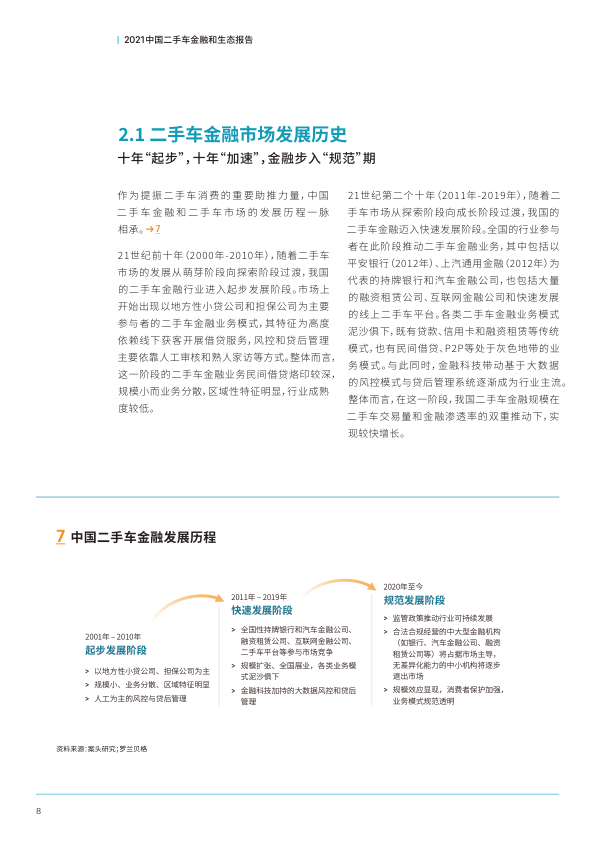 2021中国二手车金融和生态报告
2.1 二手车金融市场发展历史
十年“起步”，十年“加速”，金融步入“规范”期
作为提振二手车消费的重要助推力量，中国
二手车金融和二手车市场的发展历程一脉
相承。➔7
21世纪前十年（2000年-2010年），随着二手车
市场的发展从萌芽阶段向探索阶段过渡，我国
的二手车金融行业进入起步发展阶段。市场上
开始出现以地方性小贷公司和担保公司为主要
参与者的二手车金融业务模式，其特征为高度
依赖线下获客开展借贷服务，风控和贷后管理
主要依靠人工审核和熟人家访等方式。整体而言，
这一阶段的二手车金融业务民间借贷烙印较深，
规模小而业务分散，区域性特征明显，行业成熟
度较低。
21世纪第二个十年（2011年-2019年），随着二
手车市场从探索阶段向成长阶段过渡，我国的
二手车金融迈入快速发展阶段。全国的行业参与
者在此阶段推动二手车金融业务，其中包括以
平安银行（2012年）、上汽通用金融（2012年）为
代表的持牌银行和汽车金融公司，也包括大量
的融资租赁公司、互联网金融公司和快速发展
的线上二手车平台。各类二手车金融业务模式
泥沙俱下，既有贷款、信用卡和融资租赁等传统
模式，也有民间借贷、P2P等处于灰色地带的业
务模式。与此同时，金融科技带动基于大数据
的风控模式与贷后管理系统逐渐成为行业主流。
整体而言，在这一阶段，我国二手车金融规模在
二手车交易量和金融渗透率的双重推动下，实
现较快增长。
7 中国二手车金融发展历程
2001年 – 2010年
起步发展阶段
> 以地方性小贷公司、担保公司为主
> 规模小、业务分散、区域特征明显
> 人工为主的风控与贷后管理
2011年 – 2019年
快速发展阶段
> 全国性持牌银行和汽车金融公司、
融资租赁公司、互联网金融公司、
二手车平台等参与市场竞争
> 规模扩张、全国展业，各类业务模
式泥沙俱下
> 金融科技加持的大数据风控和贷后
管理
2020年至今
规范发展阶段
> 监管政策推动行业可持续发展
> 合法合规经营的中大型金融机构
（如银行、汽车金融公司、融资
租赁公司等）将占据市场主导，
无差异化能力的中小机构将逐步
退出市场
> 规模效应显现，消费者保护加强，
业务模式规范透明
资料来源：案头研究；罗兰贝格
8